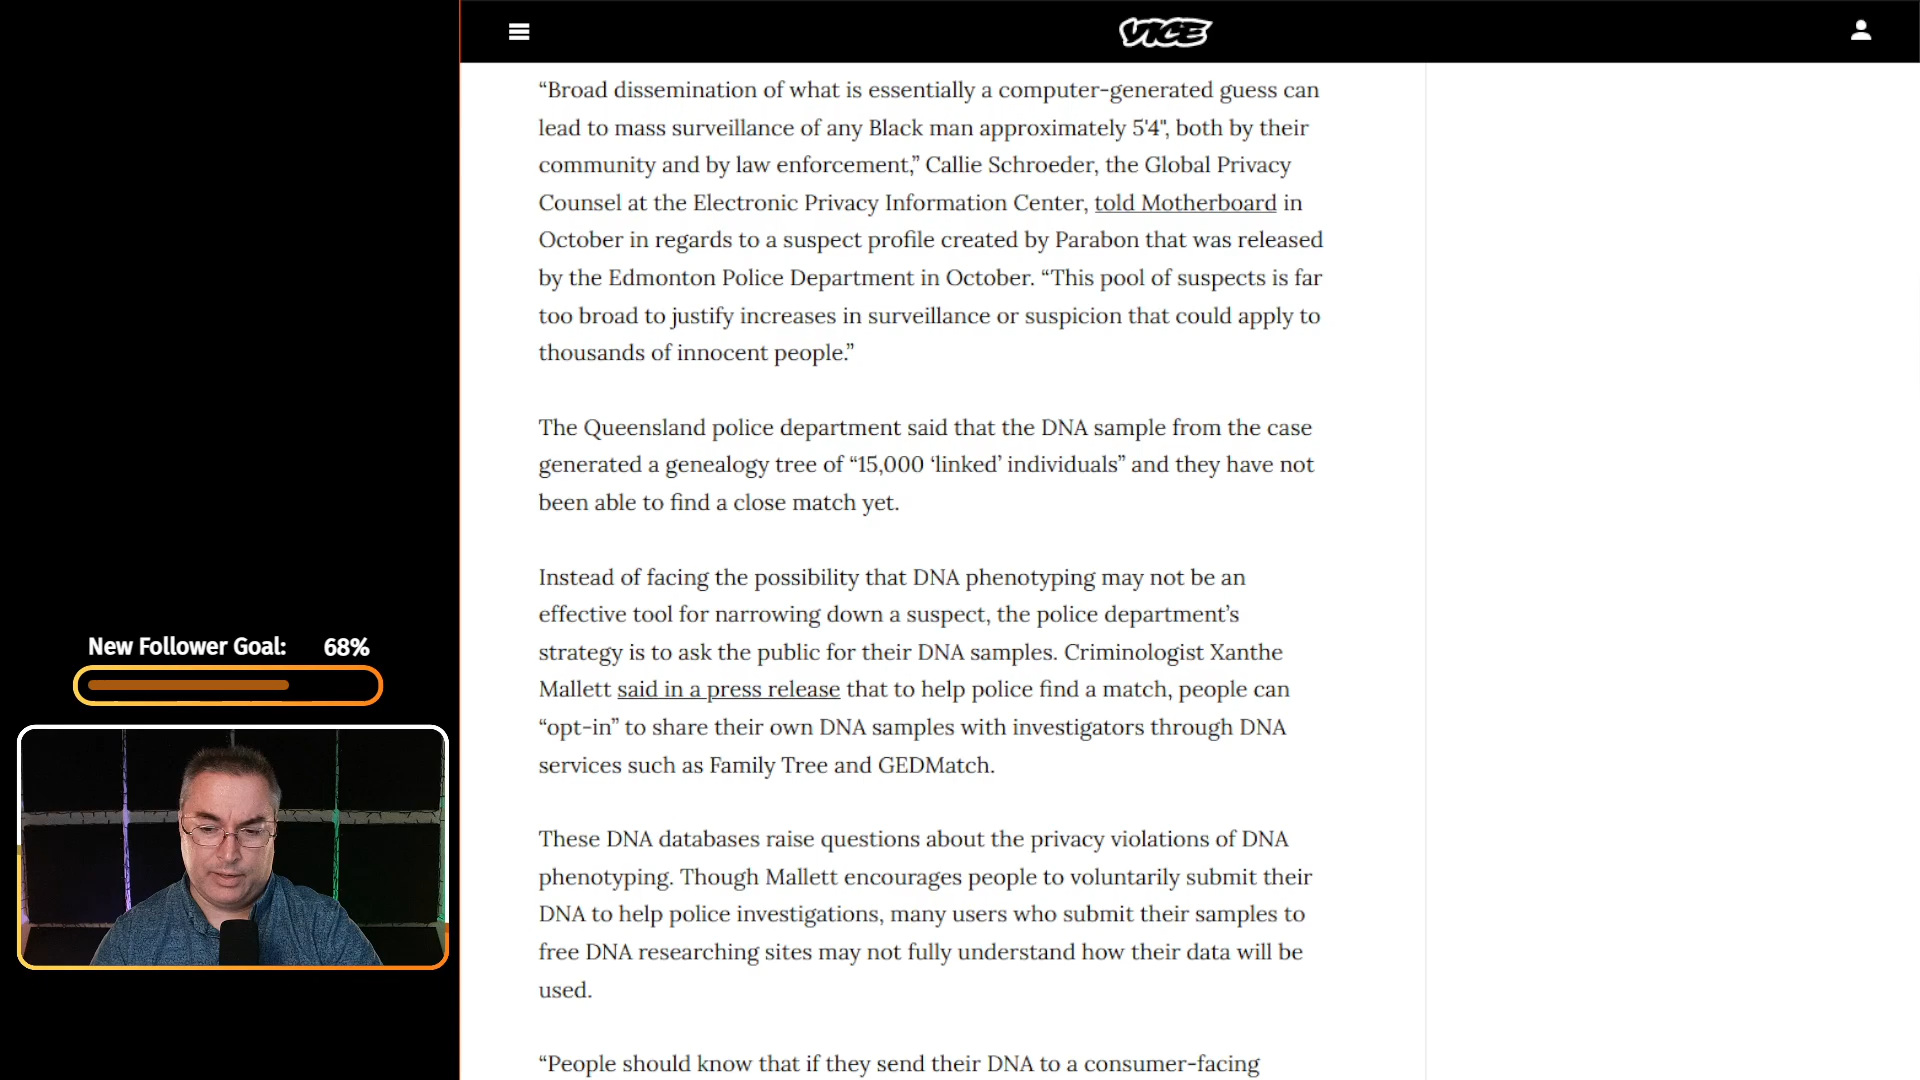 VICE
“Broad dissemination of what is essentially a computer-generated guess can
lead to mass surveillance of any Black man approximately 5'4", both by their
community and by law enforcement,” Callie Schroeder, the Global Privacy
Counsel at the Electronic Privacy Information Center, told Motherboard in
October in regards to a suspect profile created by Parabon that was released
by the Edmonton Police Department in October. “This pool of suspects is far
too broad to justify increases in surveillance or suspicion that could apply to
thousands of innocent people.”
The Queensland police department said that the DNA sample from the case
generated a genealogy tree of “15,000 ‘linked’ individuals” and they have not
been able to find a close match yet.
Instead of facing the possibility that DNA phenotyping may not be an
effective tool for narrowing down a suspect, the police department’s
strategy is to ask the public for their DNA samples. Criminologist Xanthe
Mallett said in a press release that to help police find a match, people can
“opt-in” to share their own DNA samples with investigators through DNA
services such as Family Tree and GEDMatch.
These DNA databases raise questions about the privacy violations of DNA
phenotyping. Though Mallett encourages people to voluntarily submit their
DNA to help police investigations, many users who submit their samples to
free DNA researching sites may not fully understand how their data will be
used.
“People should know that if they send their DNA to a consumer-facing
New Follower Goal: 68%